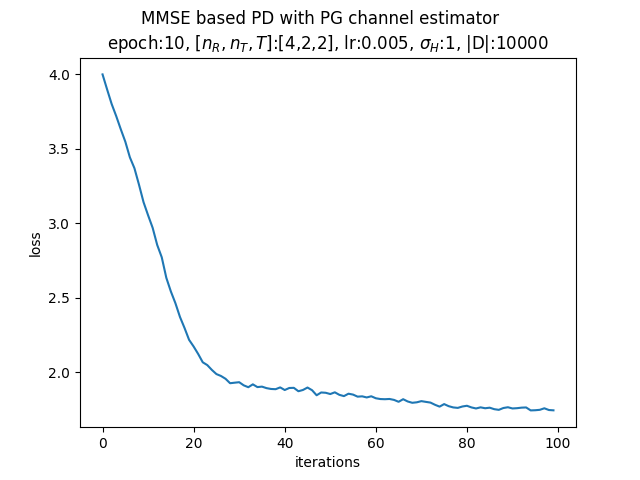 MMSE based PD with PG channel estimator
epoch:10, [n_R, n_T, T]:[4,2,2], lr:0.005, σ_H:1, |D|:10000
4.0
3.5
3.0
2.5
2.0
loss
0 20 40 60 80 100
iterations